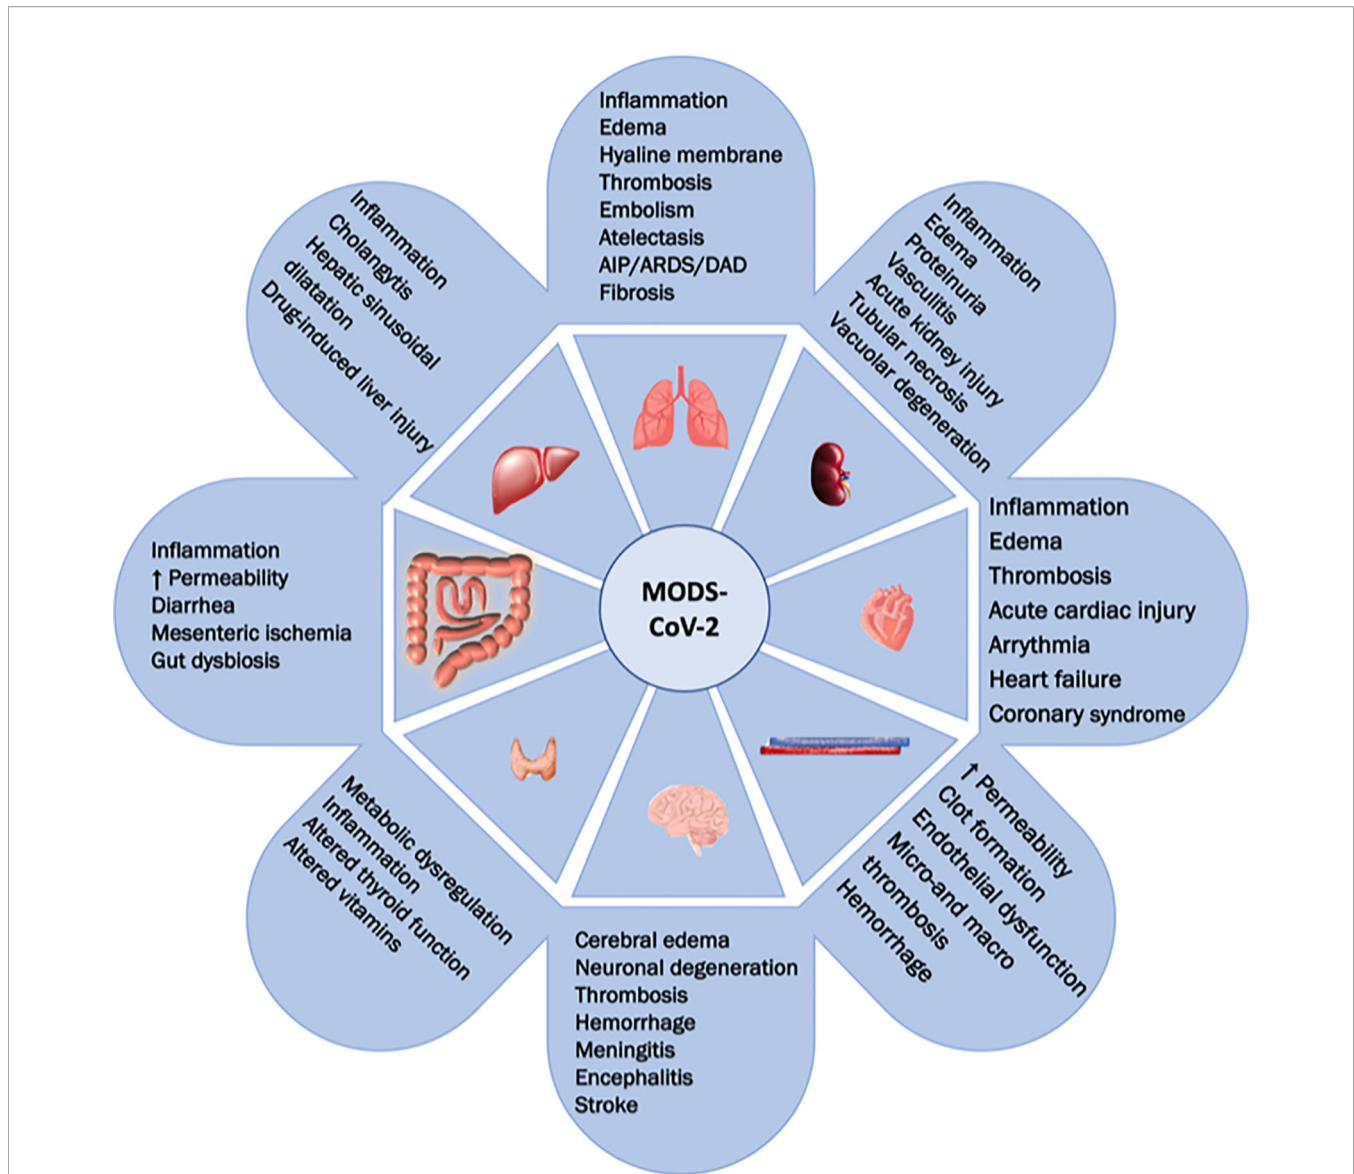 Inflammation
Edema
Hyaline membrane
Thrombosis
Embolism
Atelectasis
AIP/ARDS/DAD
Fibrosis
Inflammation
Edema
Proteinuria
Vasculitis
Acute kidney injury
Tubular necrosis
Vacuolar degeneration
Inflammation
Edema
Thrombosis
Acute cardiac injury
Arrythmia
Heart failure
Coronary syndrome
↑ Permeability
Clot formation
Endothelial dysfunction
Micro-and macro
thrombosis
Hemorrhage
Cerebral edema
Neuronal degeneration
Thrombosis
Hemorrhage
Meningitis
Encephalitis
Stroke
Metabolic dysregulation
Inflammation
Altered thyroid function
Altered vitamins
Inflammation
↑ Permeability
Diarrhea
Mesenteric ischemia
Gut dysbiosis
Inflammation
Cholangytis
Hepatic sinusoidal
dilatation
Drug-induced liver injury
MODS-
CoV-2